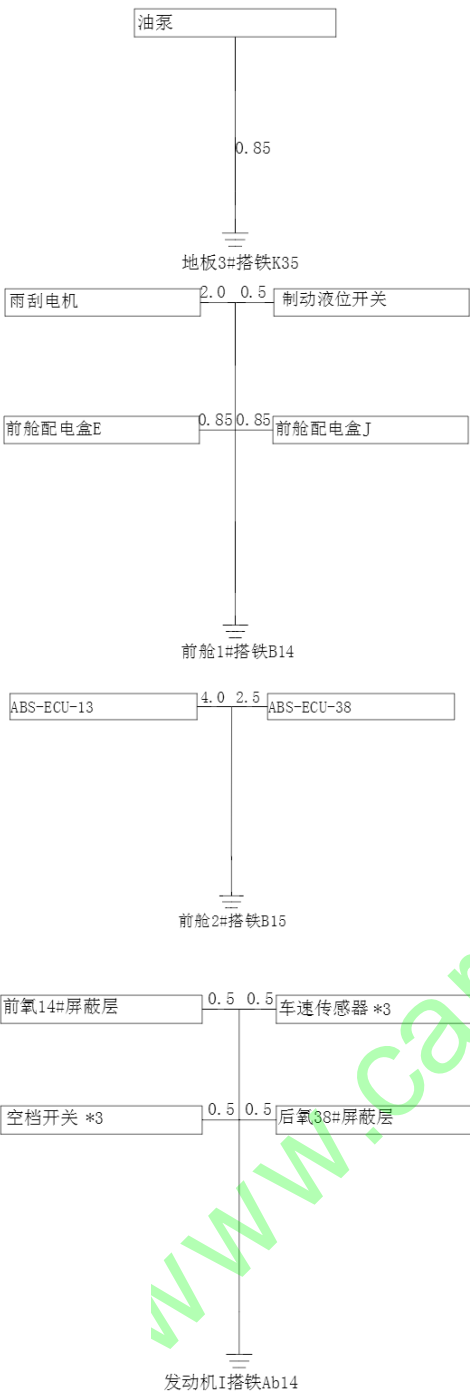 油泵
0.85
地板3#搭铁K35
雨刮电机 2.0 0.5 制动液位开关
前舱配电盒E 0.85 0.85 前舱配电盒J
前舱1#搭铁B14
ABS-ECU-13 4.0 2.5 ABS-ECU-38
前舱2#搭铁B15
前氧14#屏蔽层 0.5 0.5 车速传感器*3
空档开关 *3 0.5 0.5 后氧38#屏蔽层
发动机I搭铁Ab14
www.car